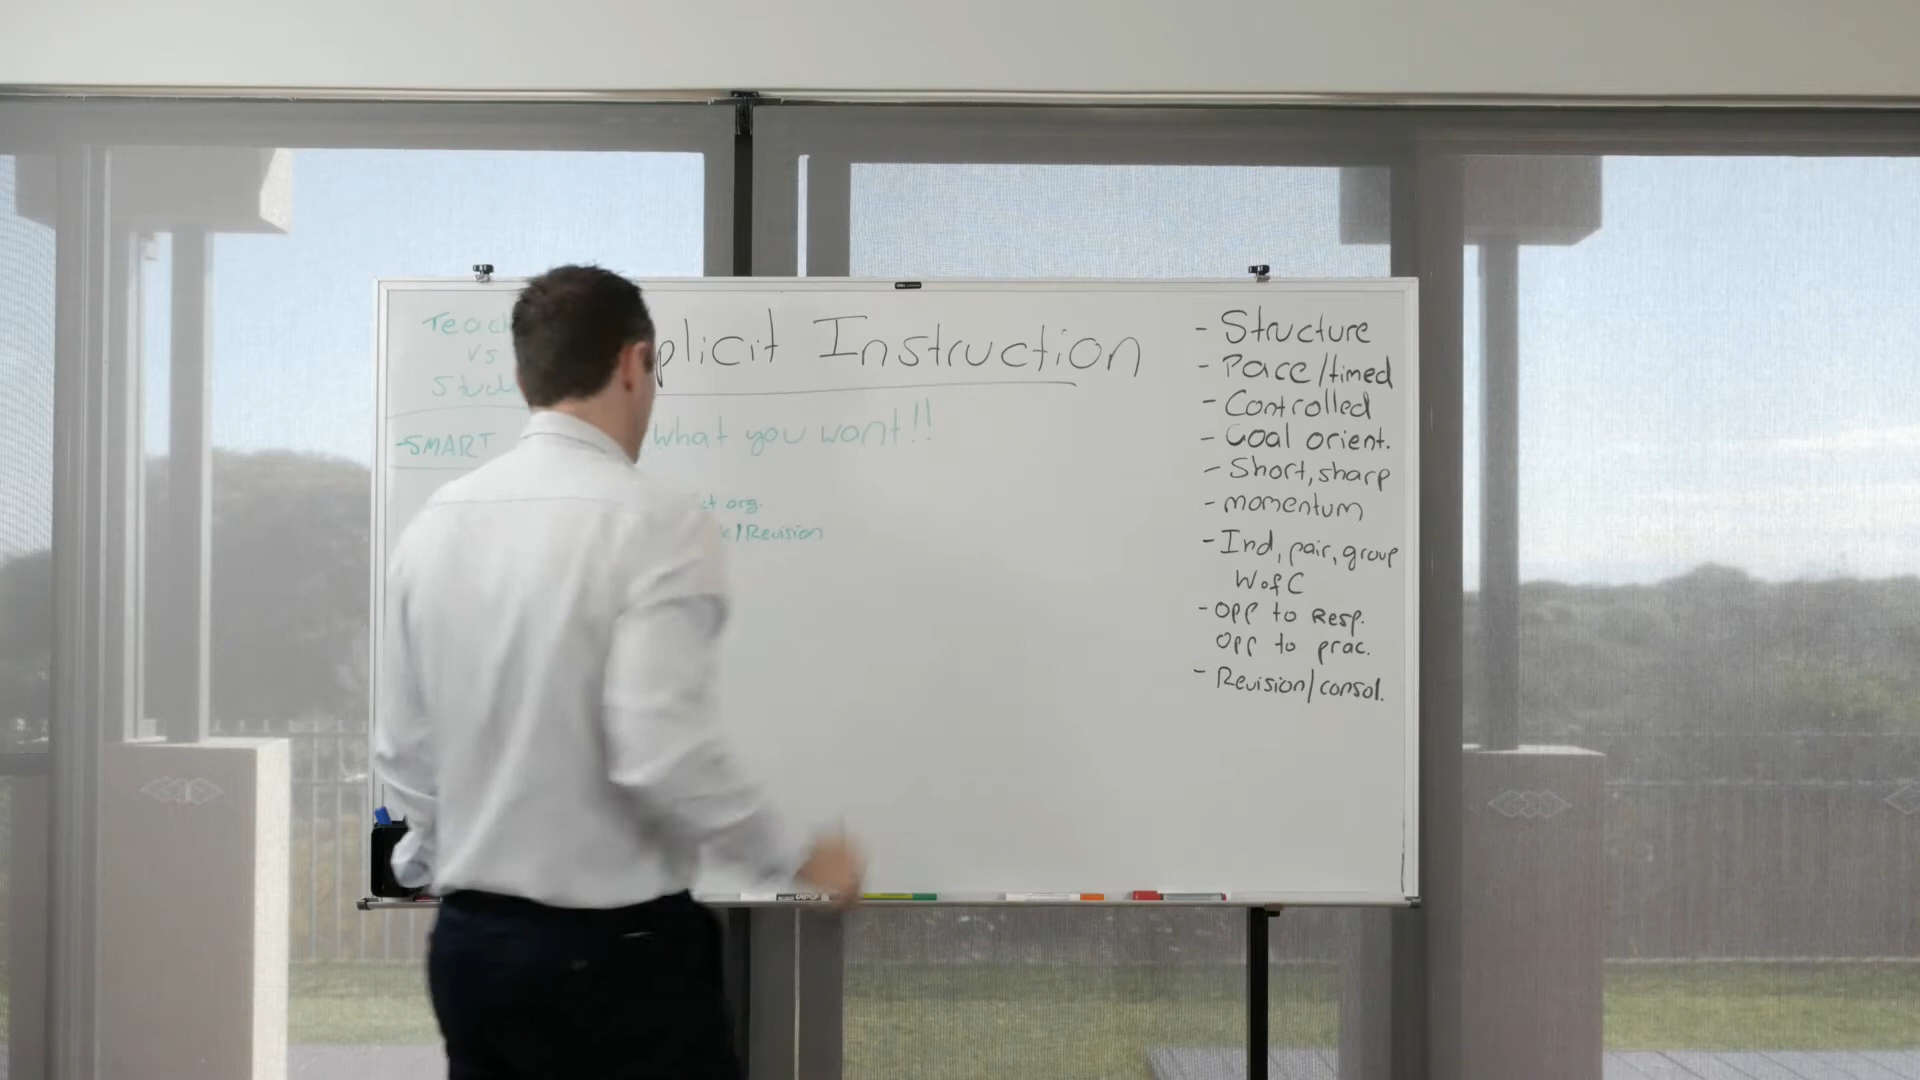 Teac
vs
Stud
-SMART
plicit Instruction
what you want!!
t org.
k/Revision
- Structure
- Pace/timed
- Controlled
- Goal orient.
- Short, sharp
- momentum
- Ind, pair, group
W of C
- Opp to Resp.
Opp to prac.
- Revision/consol.